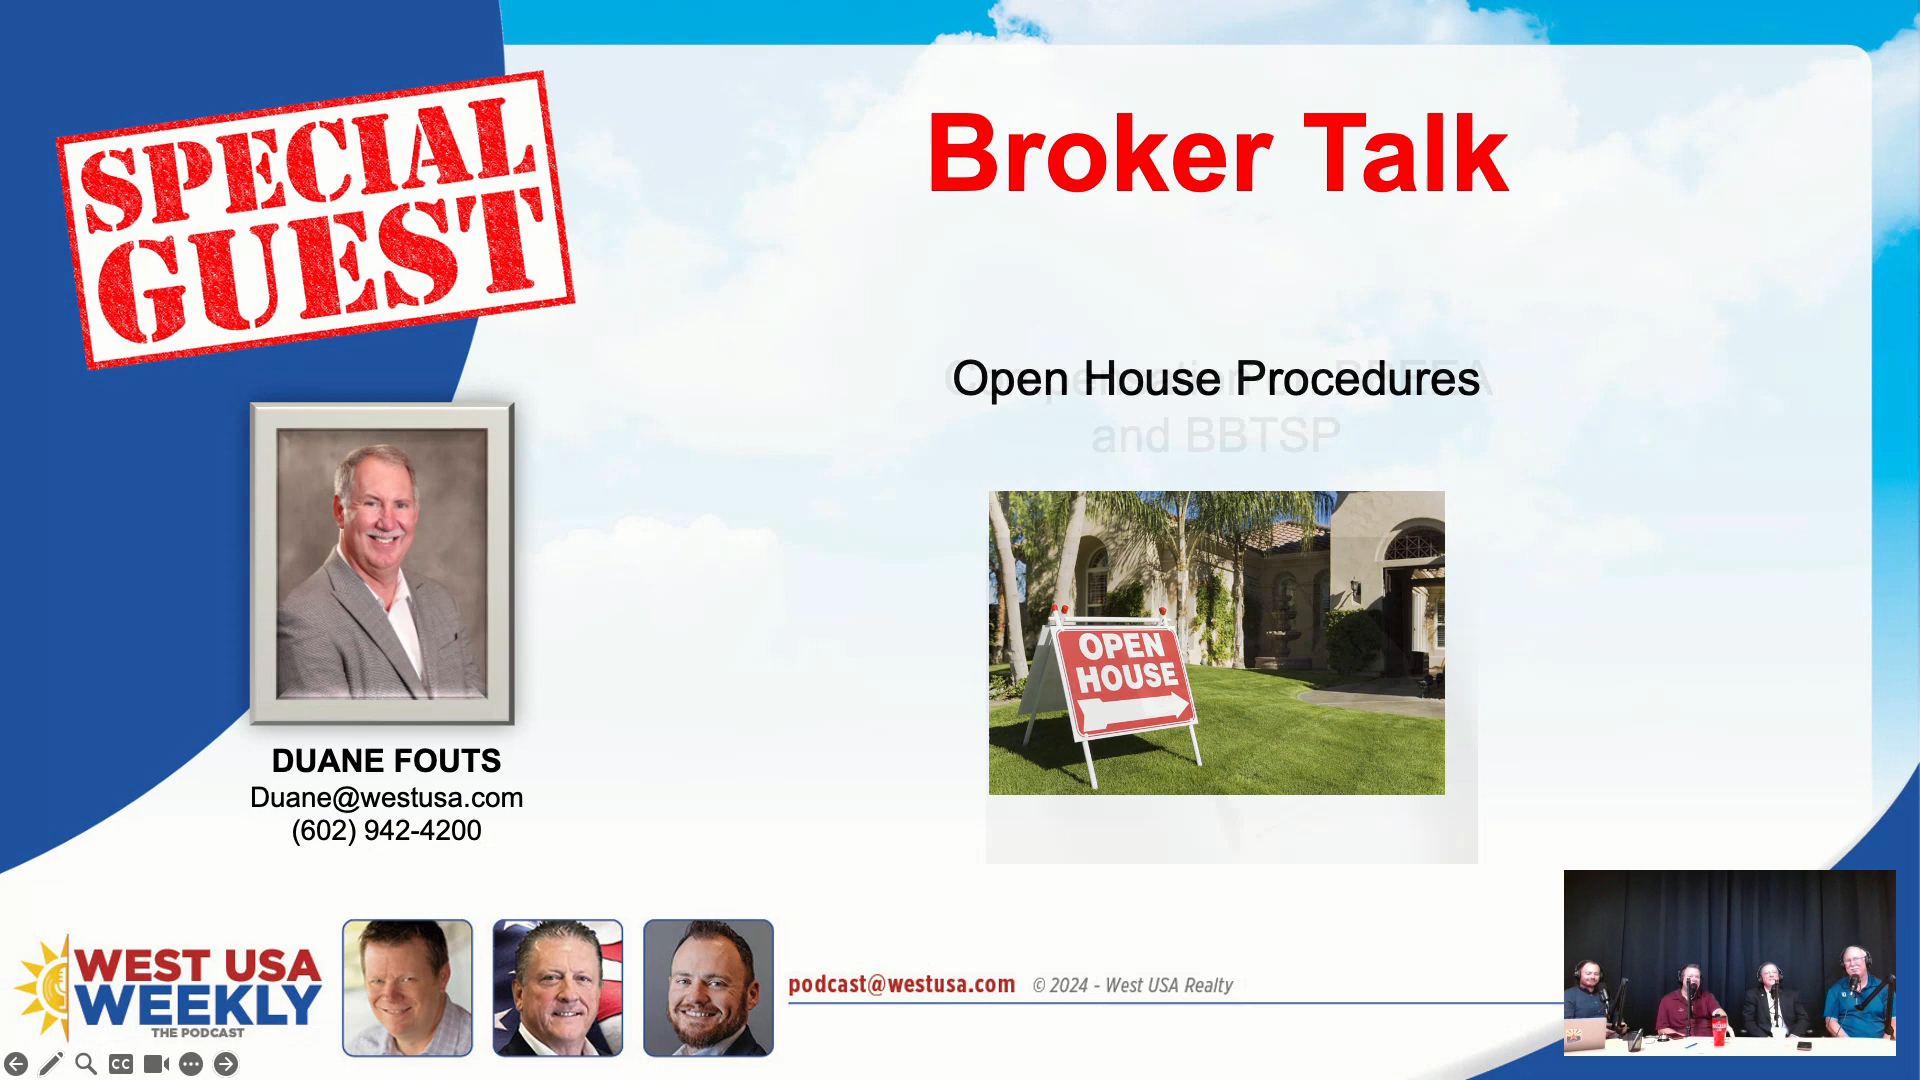 SPECIAL
GUEST
Broker Talk
Open House Procedures
and BBTSP
OPEN
HOUSE
DUANE FOUTS
Duane@westusa.com
(602) 942-4200
WEST USA
WEEKLY
THE PODCAST
podcast@westusa.com © 2024 - West USA Realty
CC